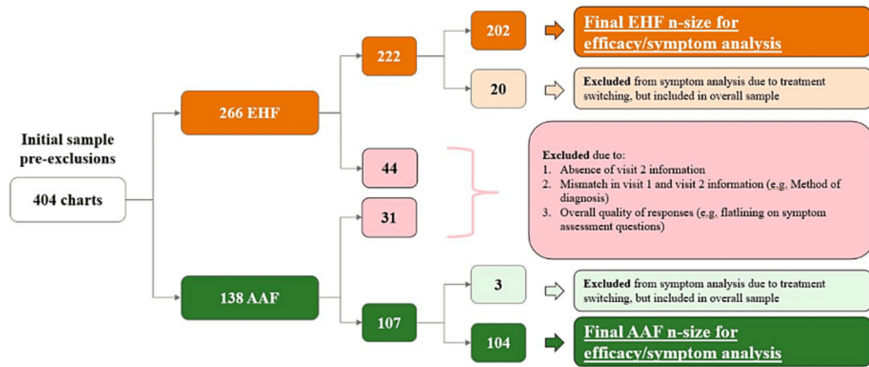 Initial sample
pre-exclusions
404 charts
266 EHF
138 AAF
222
44
31
107
202
20
3
104
Final EHF n-size for
efficacy/symptom analysis
Excluded from symptom analysis due to treatment
switching, but included in overall sample
Excluded due to:
1. Absence of visit 2 information
2. Mismatch in visit 1 and visit 2 information (e.g, Method of
diagnosis)
3. Overall quality of responses (e.g, flatlining on symptom
assessment questions)
Excluded from symptom analysis due to treatment
switching, but included in overall sample
Final AAF n-size for
efficacy/symptom analysis